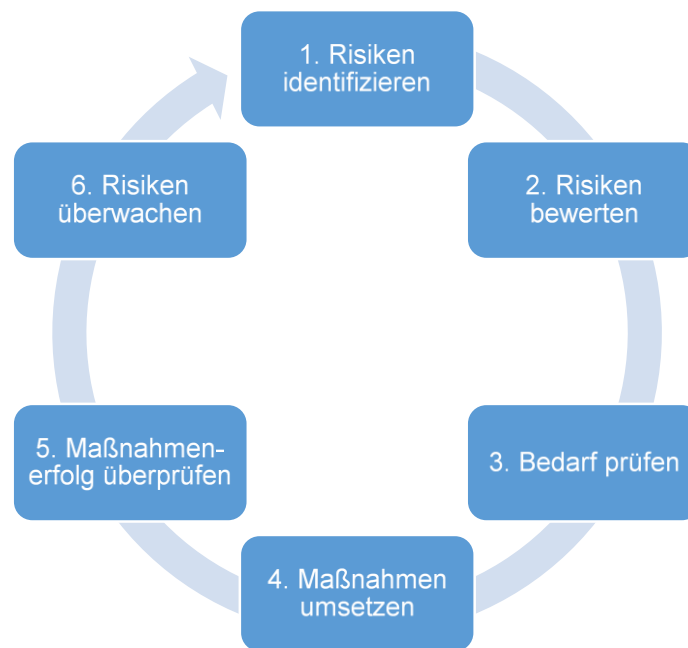 1. Risiken
identifizieren
2. Risiken
bewerten
3. Bedarf prüfen
4. Maßnahmen
umsetzen
5. Maßnahmen-
erfolg überprüfen
6. Risiken
überwachen